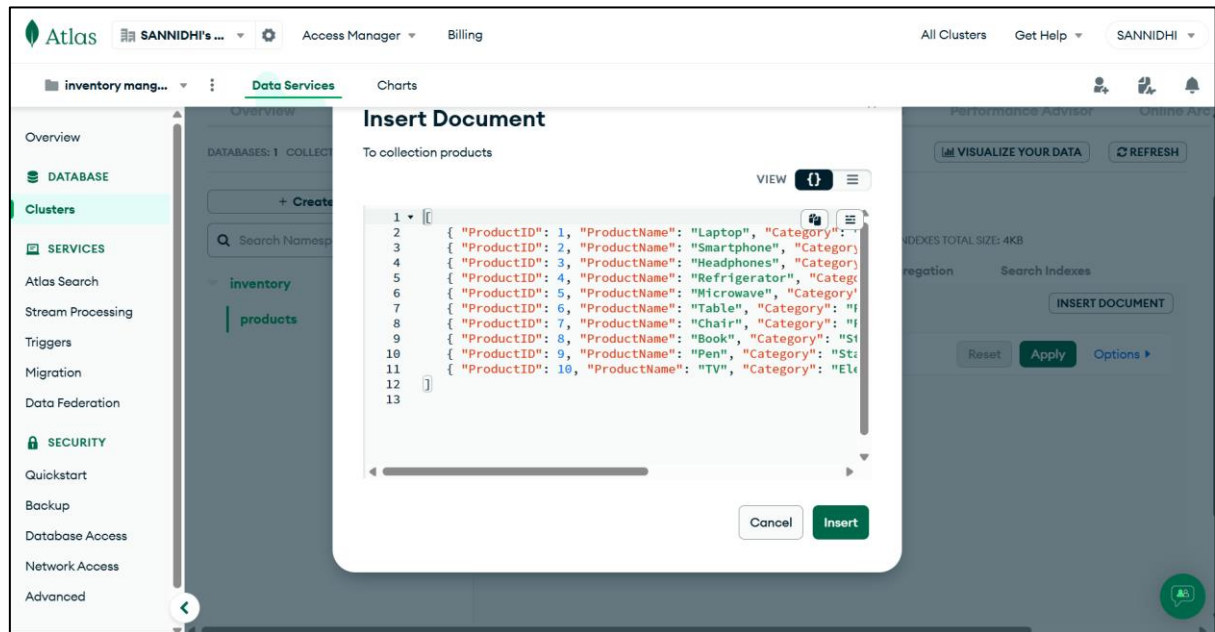 Atlas SANNIDHI's ... Access Manager Billing All Clusters Get Help SANNIDHI
inventory mang... Data Services Charts
Overview
DATABASE
Clusters
SERVICES
Atlas Search
Stream Processing
Triggers
Migration
Data Federation
SECURITY
Quickstart
Backup
Database Access
Network Access
Advanced
Overview Performance Advisor Online Arc
DATABASES: 1 COLLECT
VISUALIZE YOUR DATA REFRESH
+ Create
Search Namesp
inventory
products
INDEXES TOTAL SIZE: 4KB
regation Search Indexes
INSERT DOCUMENT
Reset Apply Options
Insert Document
To collection products
VIEW {}
1 [
2 { "ProductID": 1, "ProductName": "Laptop", "Category": "
3 { "ProductID": 2, "ProductName": "Smartphone", "Category
4 { "ProductID": 3, "ProductName": "Headphones", "Category
5 { "ProductID": 4, "ProductName": "Refrigerator", "Catego
6 { "ProductID": 5, "ProductName": "Microwave", "Category"
7 { "ProductID": 6, "ProductName": "Table", "Category": "F
8 { "ProductID": 7, "ProductName": "Chair", "Category": "F
9 { "ProductID": 8, "ProductName": "Book", "Category": "St
10 { "ProductID": 9, "ProductName": "Pen", "Category": "Sta
11 { "ProductID": 10, "ProductName": "TV", "Category": "Ele
12 ]
13
Cancel Insert